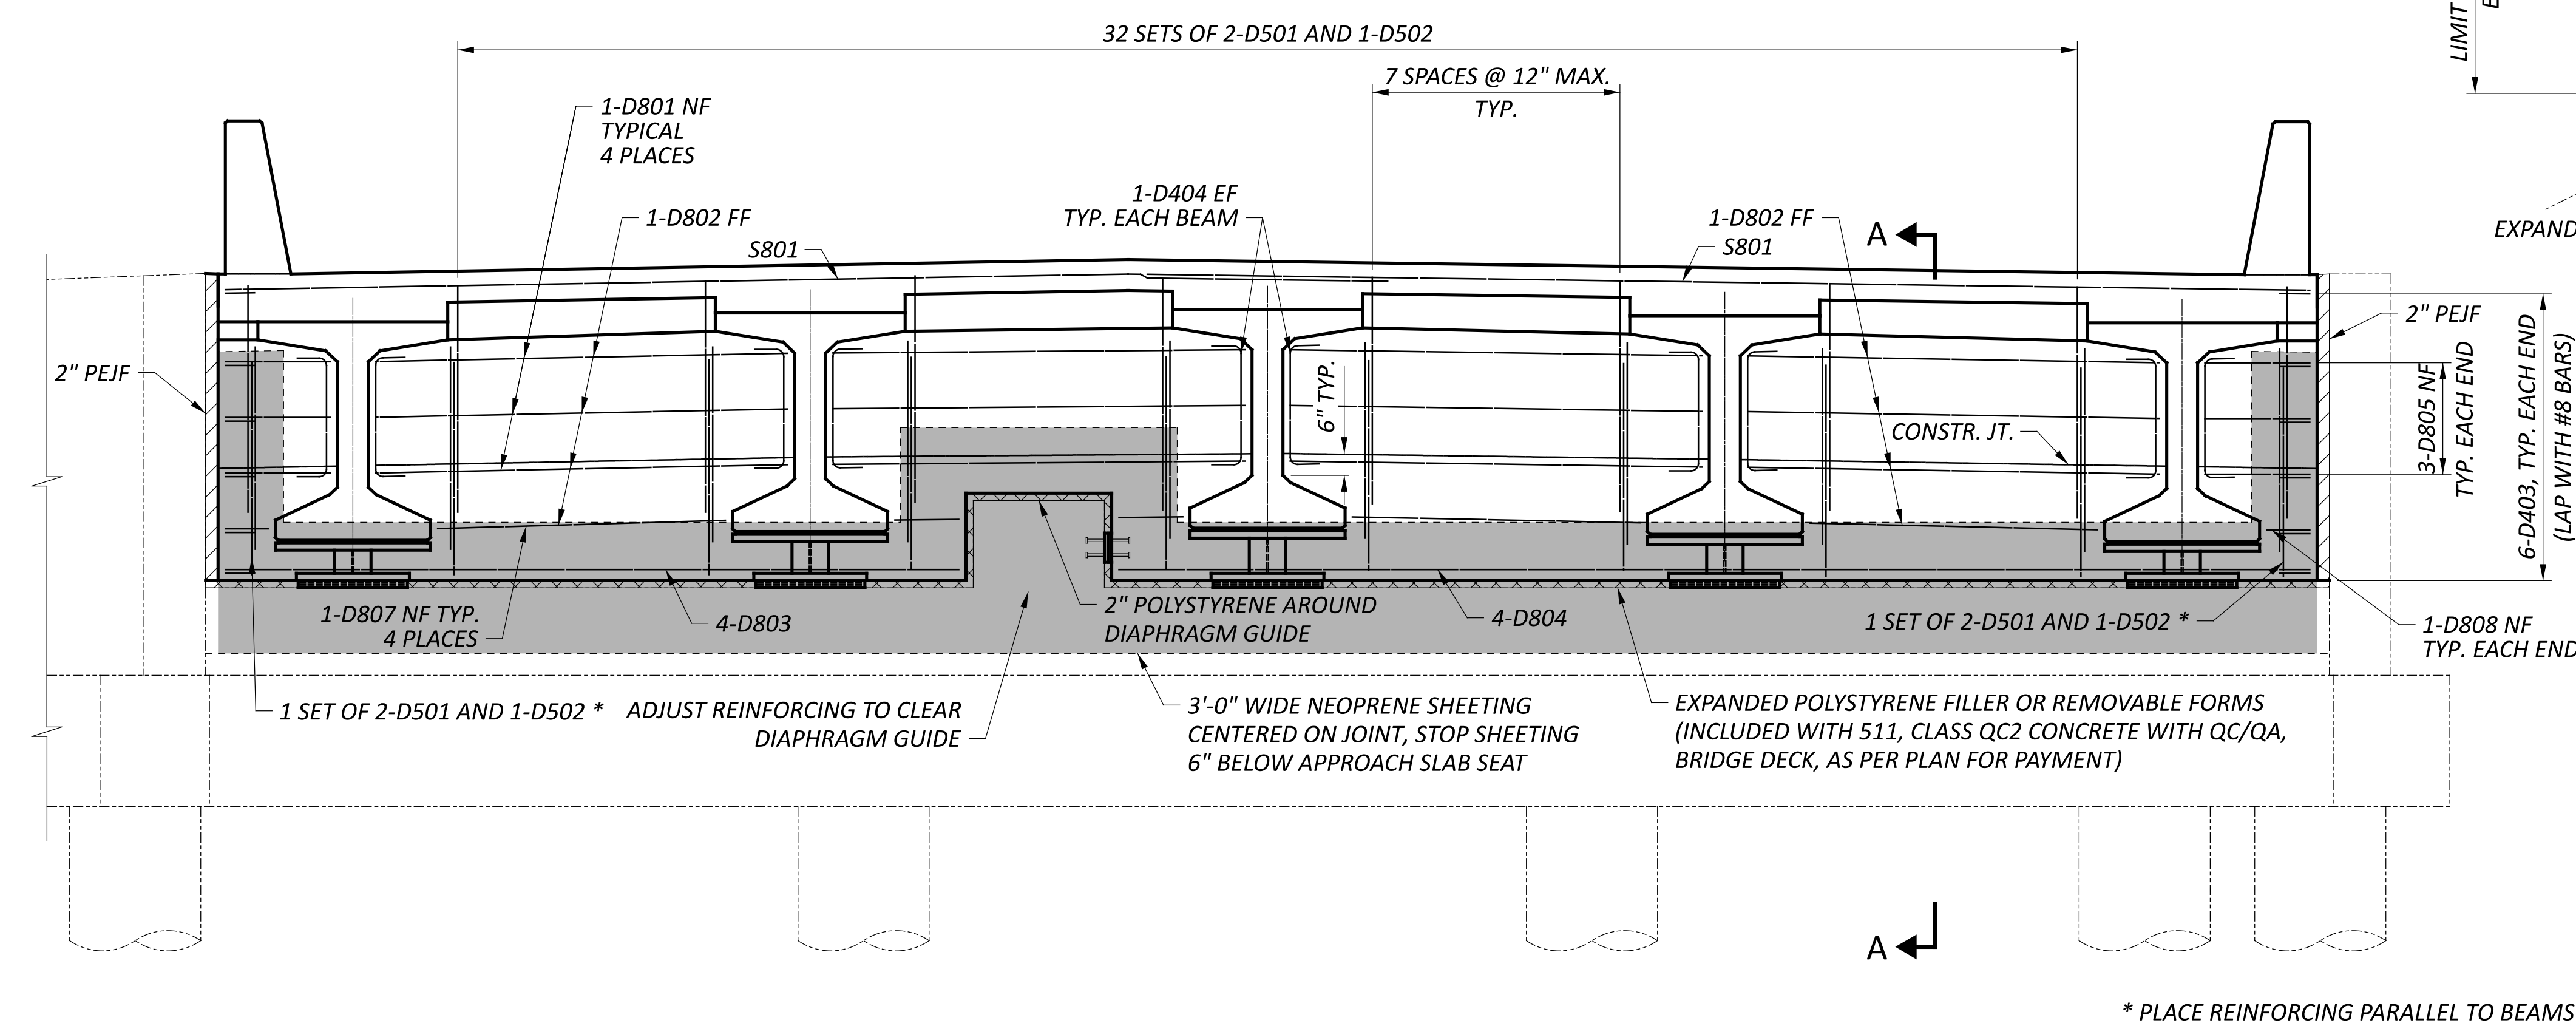 32 SETS OF 2-D501 AND 1-D502
LIMIT
7 SPACES @ 12" MAX.
TYP.
1-D801 NF
TYPICAL
4 PLACES
1-D802 FF
S801
1-D404 EF
TYP. EACH BEAM
1-D802 FF
S801
A
EXPAND
2" PEJF
2" PEJF
6" TYP.
CONSTR. JT.
3-D805 NF
TYP. EACH END
6-D403, TYP. EACH END
(LAP WITH #8 BARS)
1-D807 NF TYP.
4 PLACES
4-D803
2" POLYSTYRENE AROUND
DIAPHRAGM GUIDE
4-D804
1 SET OF 2-D501 AND 1-D502 *
1-D808 NF
TYP. EACH END
1 SET OF 2-D501 AND 1-D502 *
ADJUST REINFORCING TO CLEAR
DIAPHRAGM GUIDE
3'-0" WIDE NEOPRENE SHEETING
CENTERED ON JOINT, STOP SHEETING
6" BELOW APPROACH SLAB SEAT
EXPANDED POLYSTYRENE FILLER OR REMOVABLE FORMS
(INCLUDED WITH 511, CLASS QC2 CONCRETE WITH QC/QA,
BRIDGE DECK, AS PER PLAN FOR PAYMENT)
A
* PLACE REINFORCING PARALLEL TO BEAMS